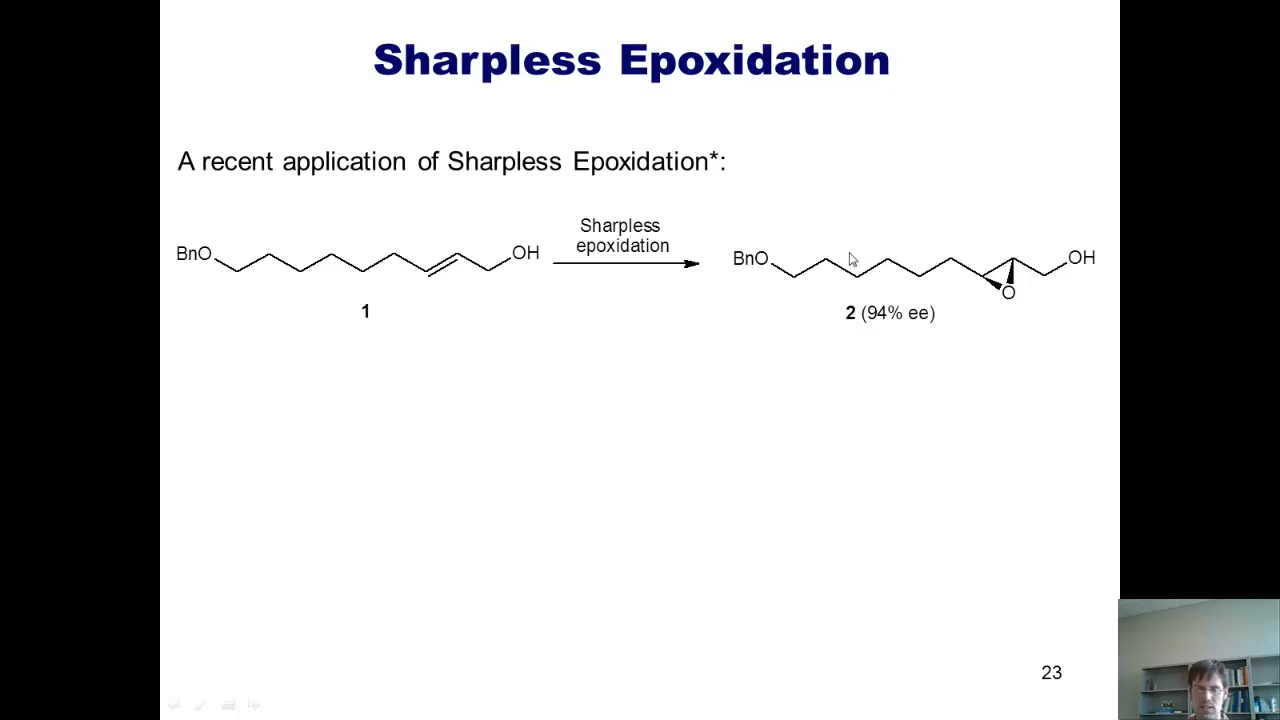 Sharpless Epoxidation
A recent application of Sharpless Epoxidation*:
BnO
OH
1
Sharpless
epoxidation
BnO
OH
O
2 (94% ee)
23